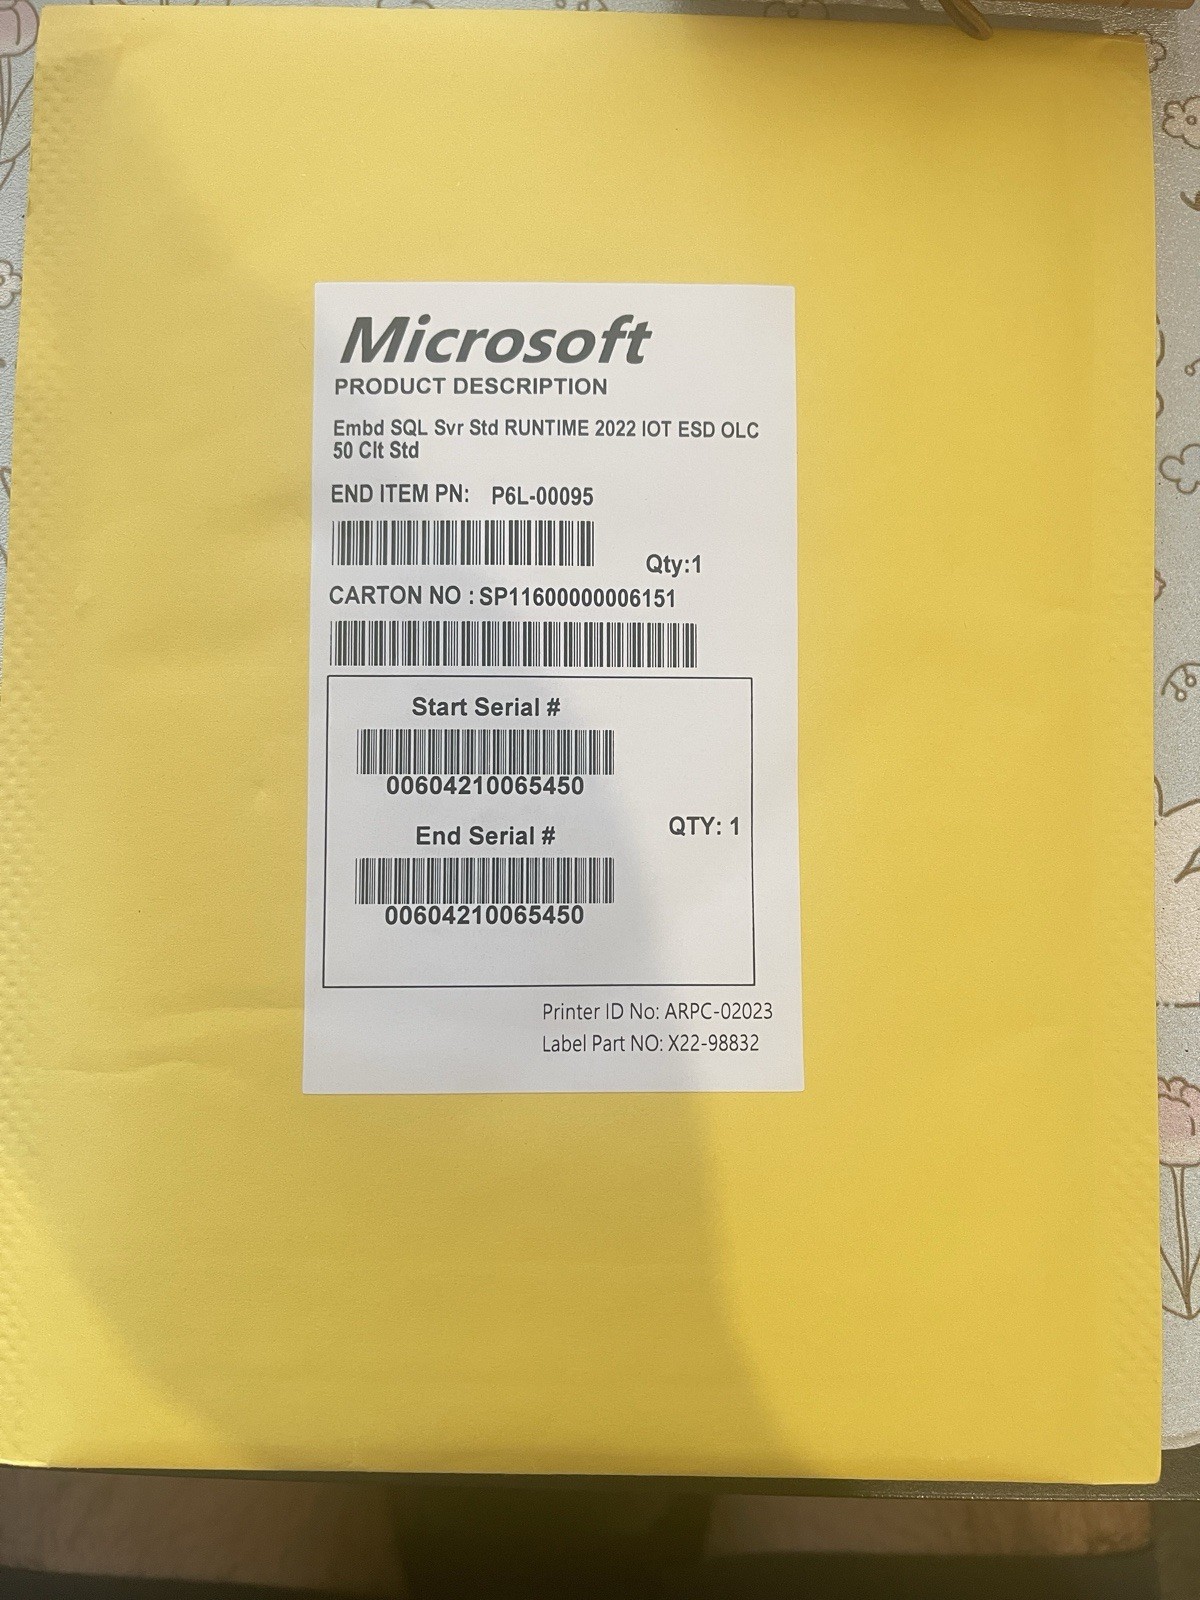 Microsoft
PRODUCT DESCRIPTION
Embd SQL Svr Std RUNTIME 2022 IOT ESD OLC
50 Clt Std
END ITEM PN: P6L-00095
Qty:1
CARTON NO : SP11600000006151
Start Serial #
00604210065450
End Serial #
QTY: 1
00604210065450
Printer ID No: ARPC-02023
Label Part NO: X22-98832